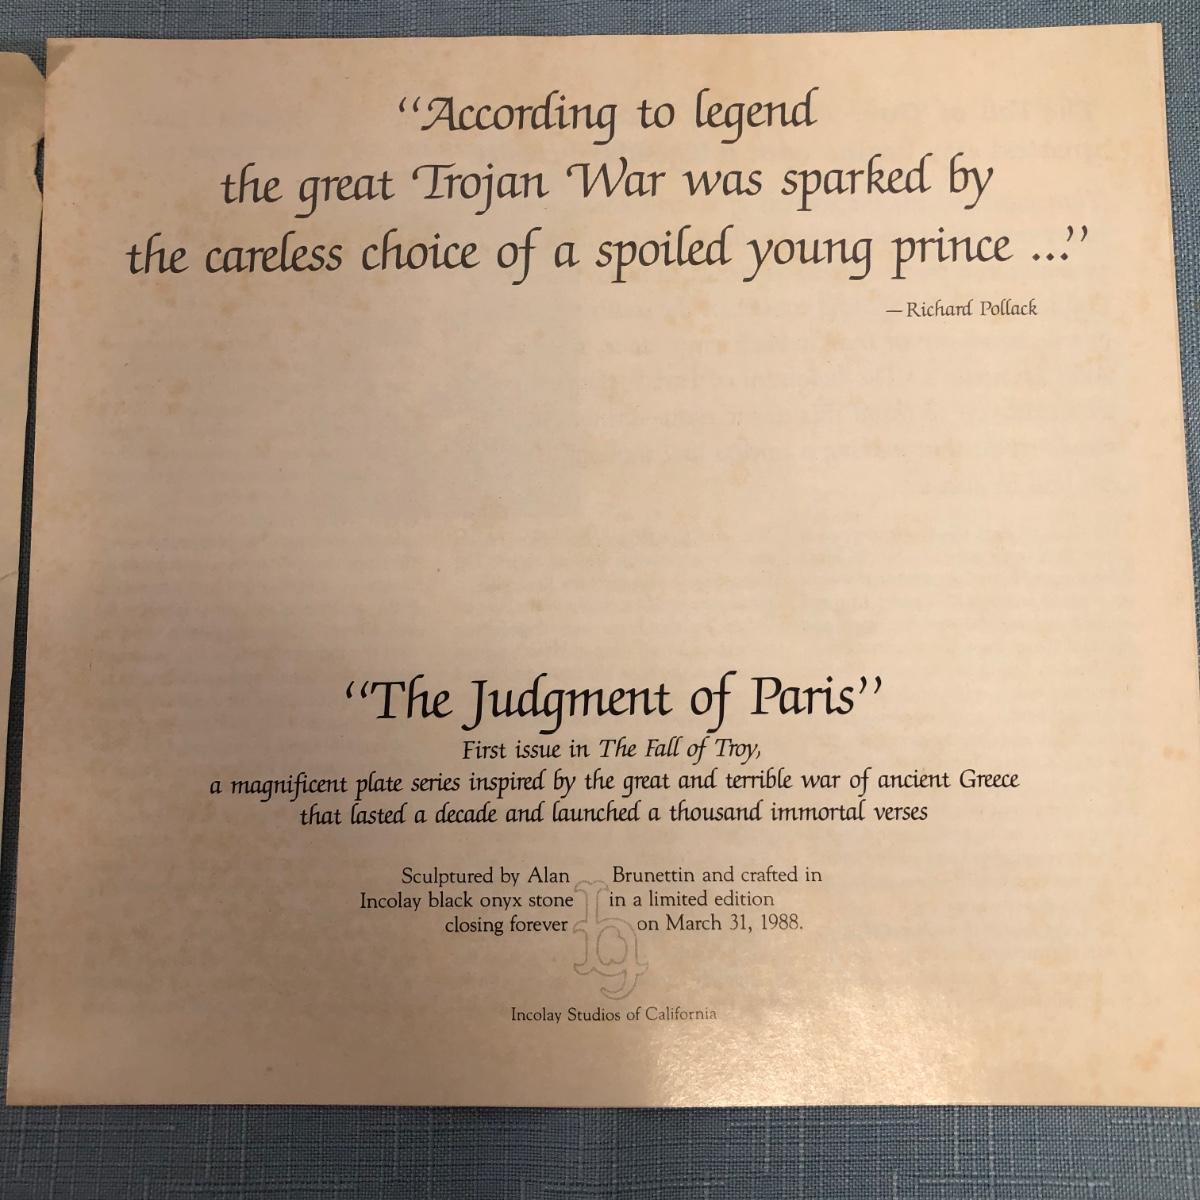 “According to legend
the great Trojan War was sparked by
the careless choice of a spoiled young prince ...”
—Richard Pollack
“The Judgment of Paris”
First issue in The Fall of Troy,
a magnificent plate series inspired by the great and terrible war of ancient Greece
that lasted a decade and launched a thousand immortal verses
Sculptured by Alan Brunettin and crafted in
Incolay black onyx stone in a limited edition
closing forever on March 31, 1988.
Incolay Studios of California